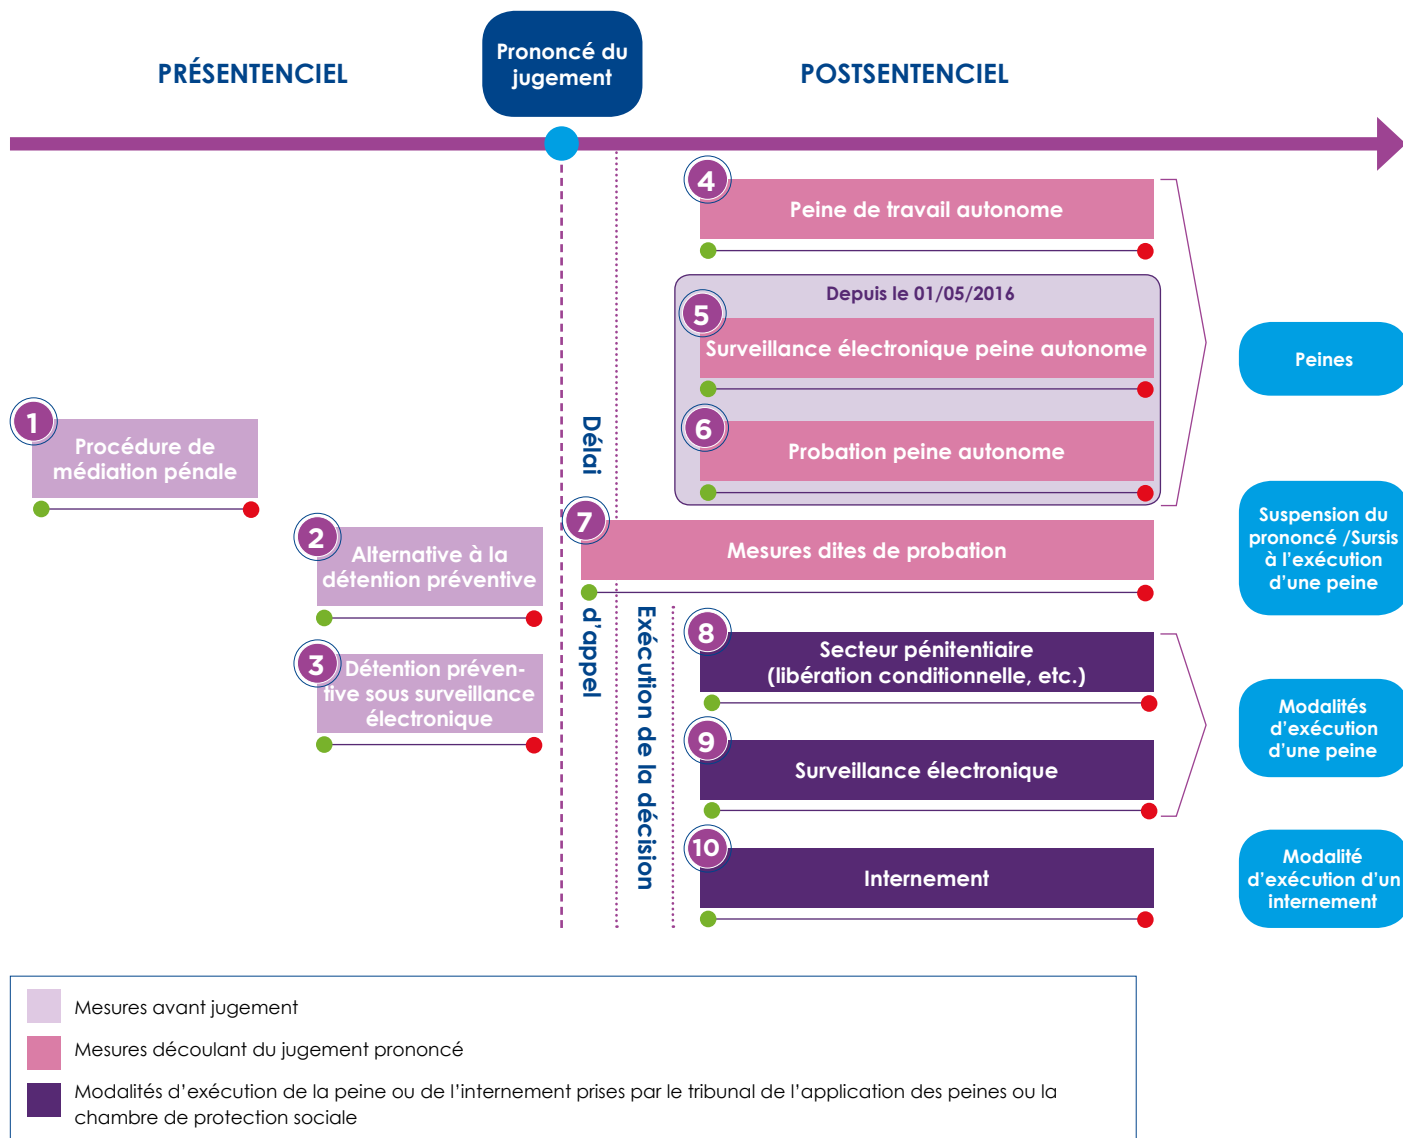 PRÉSENTENCIEL
Prononcé du
jugement
POSTSENTENCIEL
4
Peine de travail autonome
Depuis le 01/05/2016
5
Surveillance électronique peine autonome
6
Probation peine autonome
Peines
1
Procédure de
médiation pénale
2
Alternative à la
détention préventive
3
Détention préven-
tive sous surveillance
électronique
Délai d’appel
7
Mesures dites de probation
Suspension du
prononcé /Sursis
à l’exécution
d’une peine
Exécution de la décision
8
Secteur pénitentiaire
(libération conditionnelle, etc.)
9
Surveillance électronique
Modalités
d’exécution
d’une peine
10
Internement
Modalité
d’exécution d’un
internement
Mesures avant jugement
Mesures découlant du jugement prononcé
Modalités d’exécution de la peine ou de l’internement prises par le tribunal de l’application des peines ou la
chambre de protection sociale